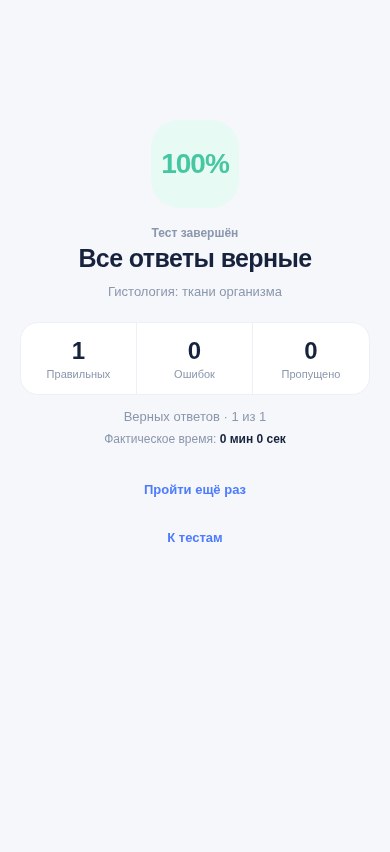 100%
Тест завершён
Все ответы верные
Гистология: ткани организма
1 0 0
Правильных Ошибок Пропущено
Верных ответов · 1 из 1
Фактическое время: 0 мин 0 сек
Пройти ещё раз
К тестам